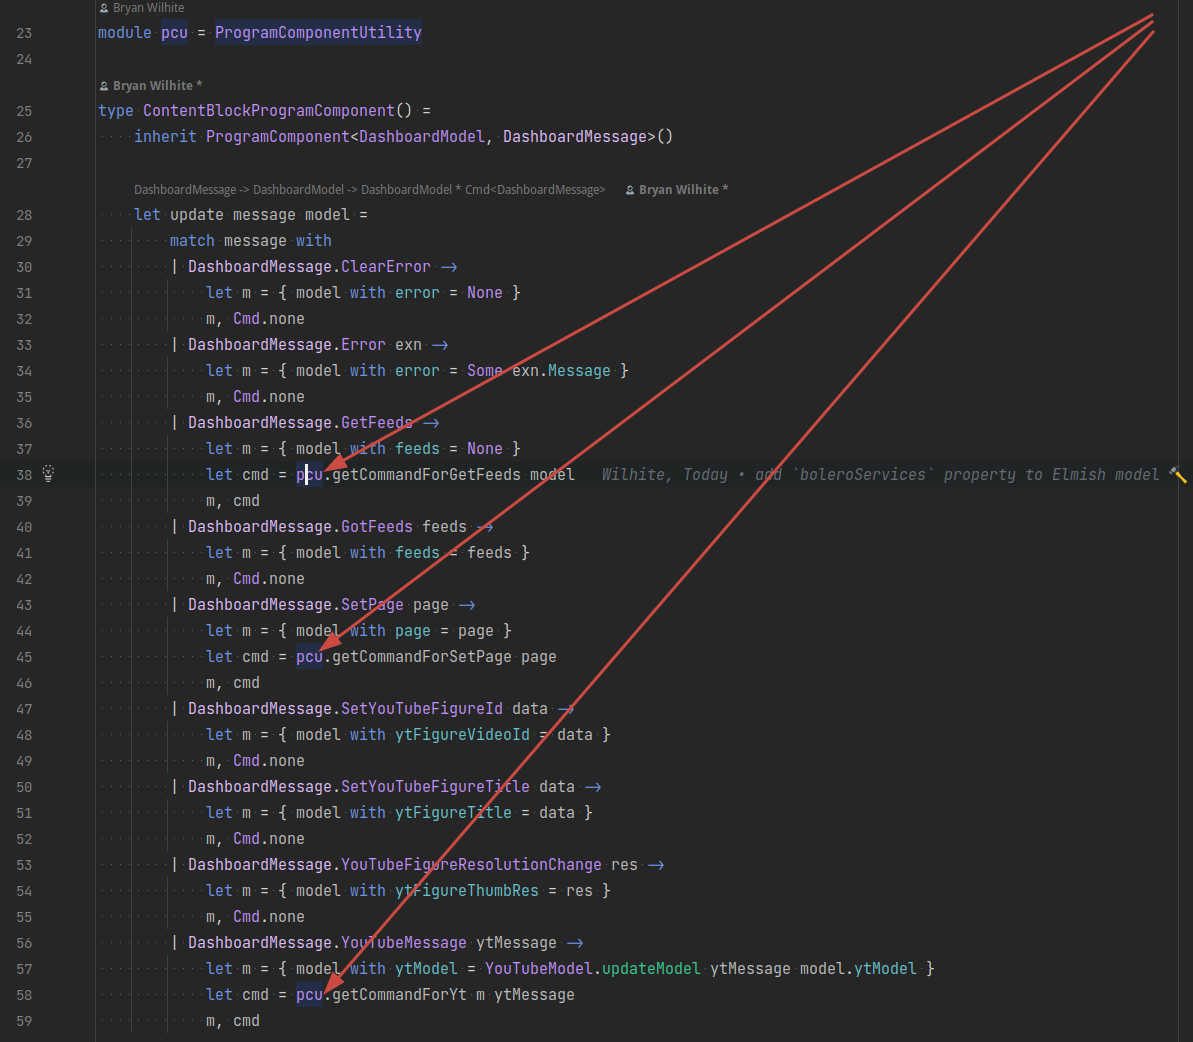 Bryan Wilhite
23 module pcu = ProgramComponentUtility
24
Bryan Wilhite *
25 type ContentBlockProgramComponent() =
26 inherit ProgramComponent<DashboardModel, DashboardMessage>()
27
DashboardMessage -> DashboardModel -> DashboardModel * Cmd<DashboardMessage> Bryan Wilhite *
28 let update message model =
29 match message with
30 | DashboardMessage.ClearError →
31 let m = { model with error = None }
32 m, Cmd.none
33 | DashboardMessage.Error exn →
34 let m = { model with error = Some exn.Message }
35 m, Cmd.none
36 | DashboardMessage.GetFeeds →
37 let m = { model with feeds = None }
38 let cmd = pcu.getCommandForGetFeeds model Wilhite, Today • add `boleroServices` property to Elmish model
39 m, cmd
40 | DashboardMessage.GotFeeds feeds →
41 let m = { model with feeds = feeds }
42 m, Cmd.none
43 | DashboardMessage.SetPage page →
44 let m = { model with page = page }
45 let cmd = pcu.getCommandForSetPage page
46 m, cmd
47 | DashboardMessage.SetYouTubeFigureId data →
48 let m = { model with ytFigureVideoId = data }
49 m, Cmd.none
50 | DashboardMessage.SetYouTubeFigureTitle data →
51 let m = { model with ytFigureTitle = data }
52 m, Cmd.none
53 | DashboardMessage.YouTubeFigureResolutionChange res →
54 let m = { model with ytFigureThumbRes = res }
55 m, Cmd.none
56 | DashboardMessage.YouTubeMessage ytMessage →
57 let m = { model with ytModel = YouTubeModel.updateModel ytMessage model.ytModel }
58 let cmd = pcu.getCommandForYt m ytMessage
59 m, cmd